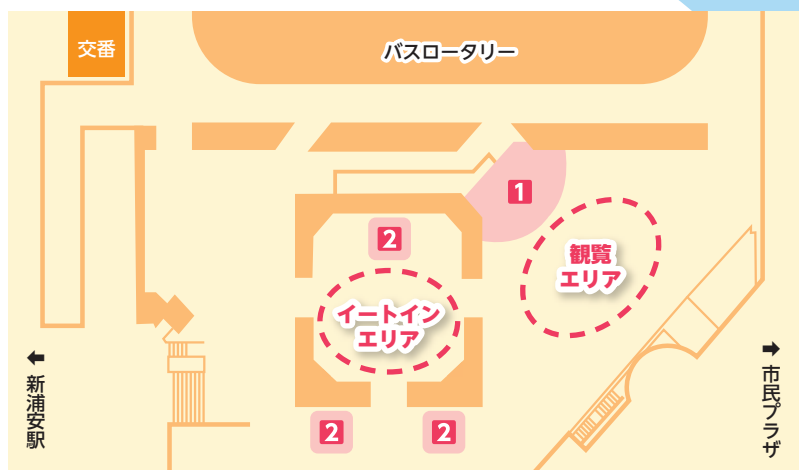 交番
バスロータリー
1
2
観覧
エリア
イートイン
エリア
2
2
← 新浦安駅
→ 市民プラザ